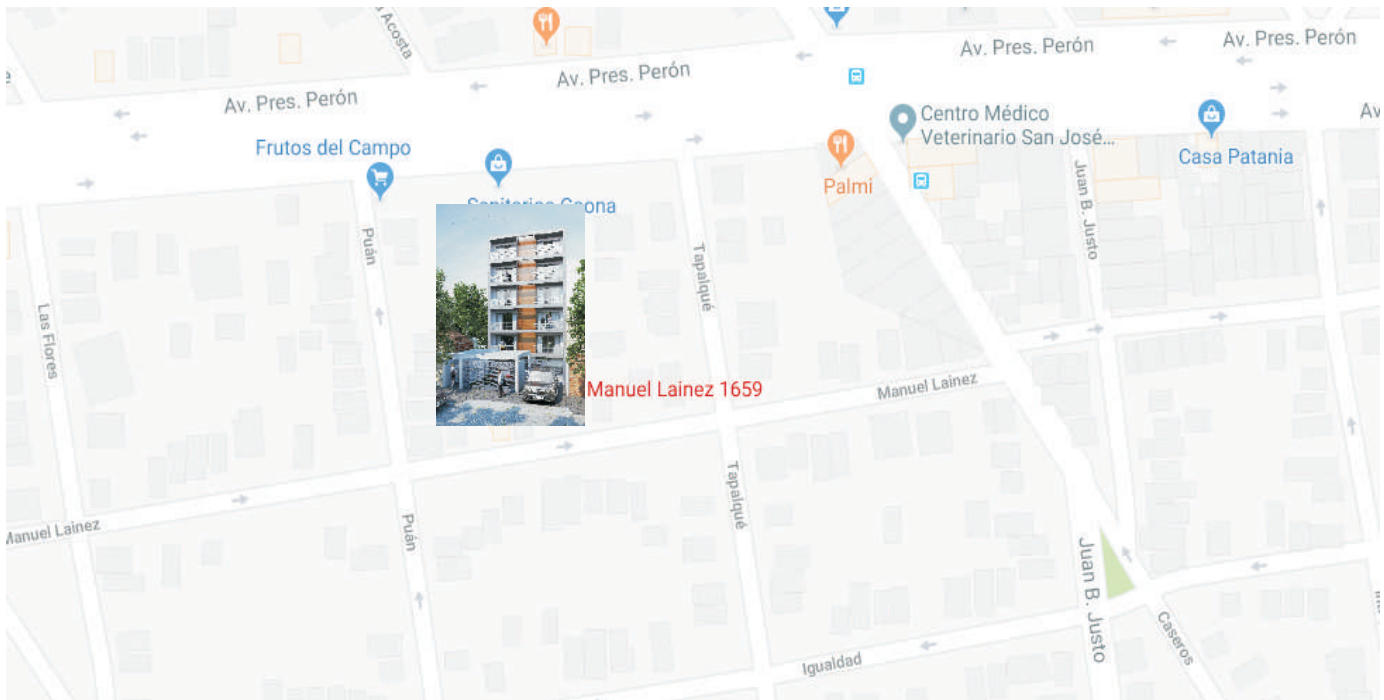 Acosta
Av. Pres. Perón
Av. Pres. Perón
Av. Pres. Perón
Av. Pres. Perón
Av
Centro Médico
Veterinario San José...
Frutos del Campo
Casa Patania
Palmi
Juan B. Justo
Puán
Tapalqué
Las Flores
Manuel Lainez 1659
Manuel Lainez
Tapalqué
Manuel Lainez
Puán
Juan B. Justo
Caseros
Igualdad